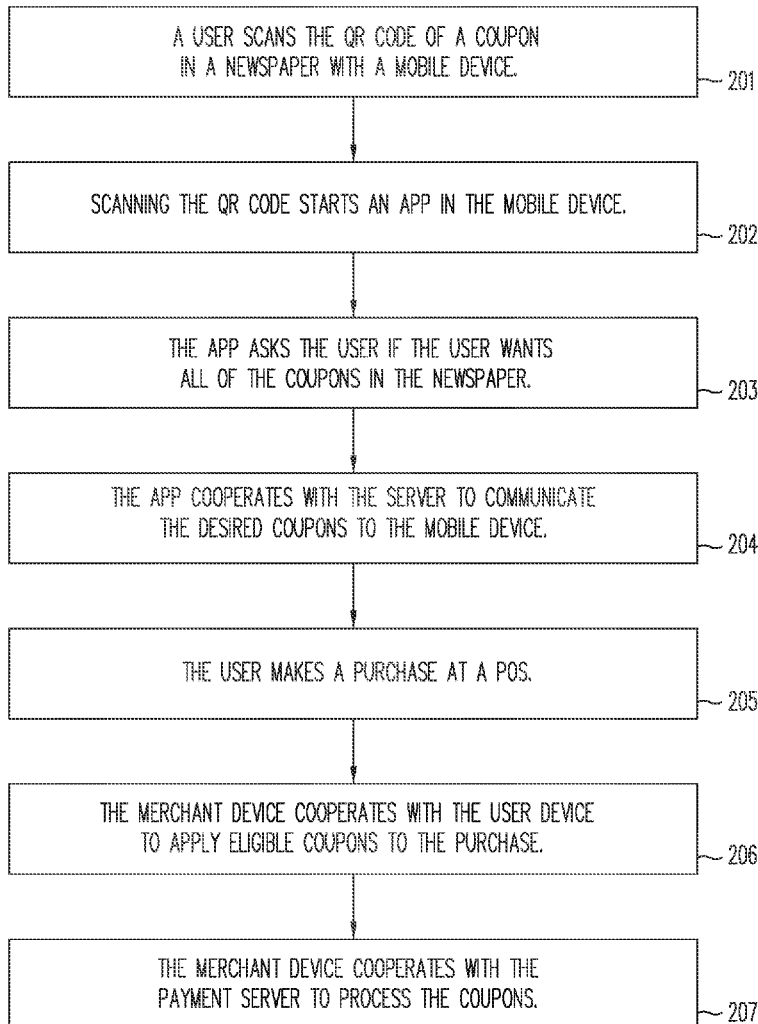 A USER SCANS THE QR CODE OF A COUPON
IN A NEWSPAPER WITH A MOBILE DEVICE.
201
SCANNING THE QR CODE STARTS AN APP IN THE MOBILE DEVICE.
202
THE APP ASKS THE USER IF THE USER WANTS
ALL OF THE COUPONS IN THE NEWSPAPER.
203
THE APP COOPERATES WITH THE SERVER TO COMMUNICATE
THE DESIRED COUPONS TO THE MOBILE DEVICE.
204
THE USER MAKES A PURCHASE AT A POS.
205
THE MERCHANT DEVICE COOPERATES WITH THE USER DEVICE
TO APPLY ELIGIBLE COUPONS TO THE PURCHASE.
206
THE MERCHANT DEVICE COOPERATES WITH THE
PAYMENT SERVER TO PROCESS THE COUPONS.
207